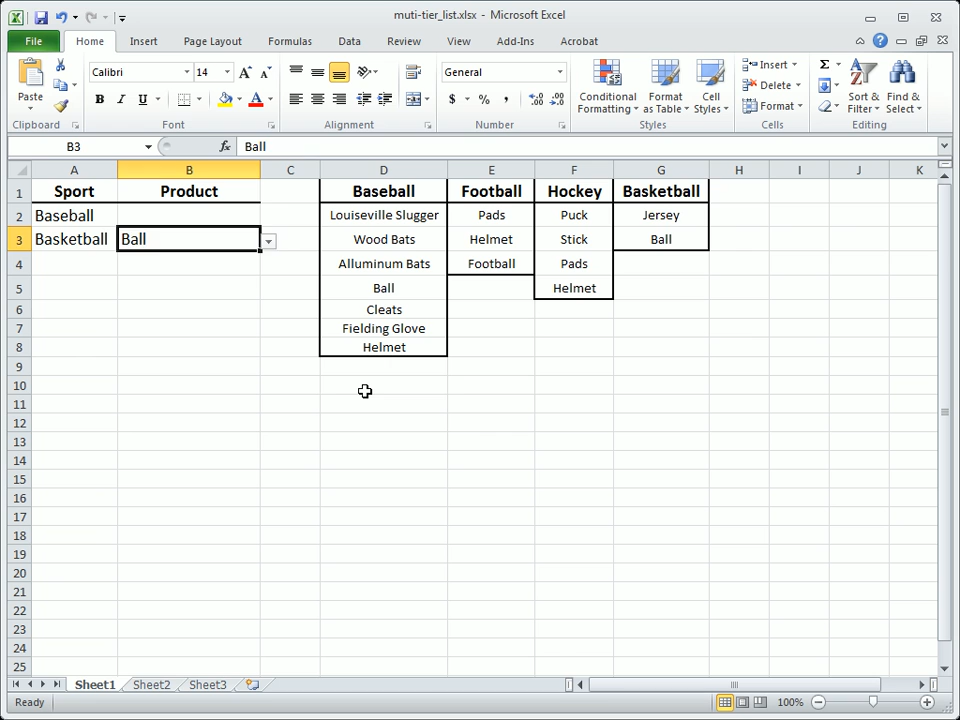 muti-tier_list.xlsx - Microsoft Excel
File Home Insert Page Layout Formulas Data Review View Add-Ins Acrobat
Paste
Calibri 14
B I U A
General
$ % ,
Conditional Formatting
Format as Table
Cell Styles
Insert
Delete
Format
Σ
Sort & Filter
Find & Select
Clipboard Font Alignment Number Styles Cells Editing
B3 fx Ball
A B C D E F G H I J K
1 Sport Product Baseball Football Hockey Basketball
2 Baseball Louiseville Slugger Pads Puck Jersey
3 Basketball Ball Wood Bats Helmet Stick Ball
4 Alluminum Bats Football Pads
5 Ball Helmet
6 Cleats
7 Fielding Glove
8 Helmet
9
10
11
12
13
14
15
16
17
18
19
20
21
22
23
24
25
Sheet1 Sheet2 Sheet3
Ready 100%